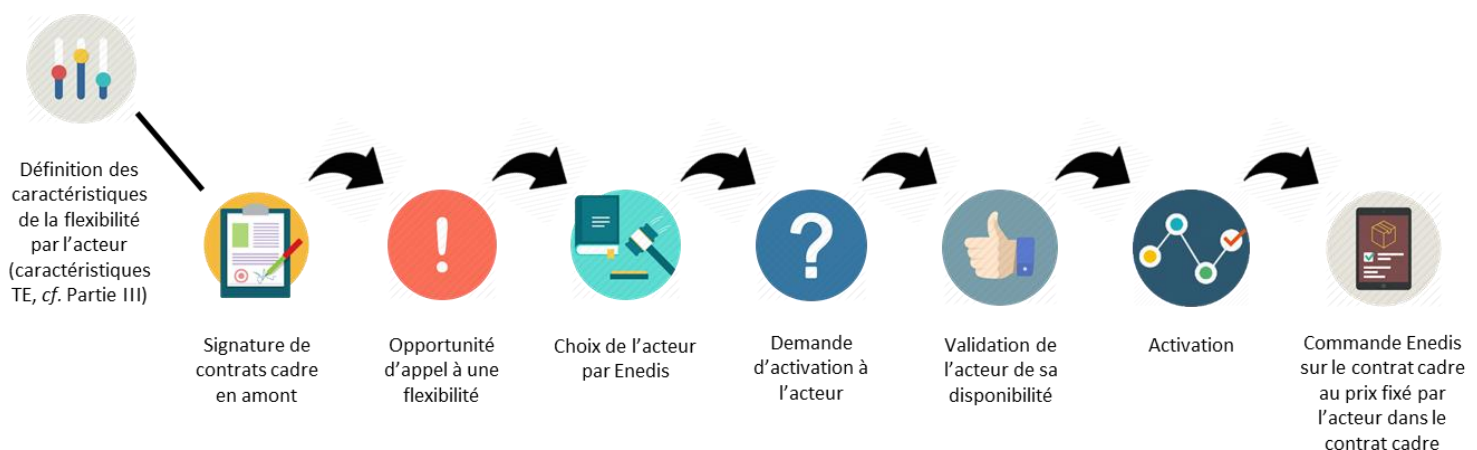 Définition des
caractéristiques
de la flexibilité
par l’acteur
(caractéristiques
TE, cf. Partie III)
Signature de
contrats cadre
en amont
Opportunité
d’appel à une
flexibilité
Choix de l’acteur
par Enedis
?
Demande
d’activation à
l’acteur
Validation de
l’acteur de sa
disponibilité
Activation
Commande Enedis
sur le contrat cadre
au prix fixé par
l’acteur dans le
contrat cadre